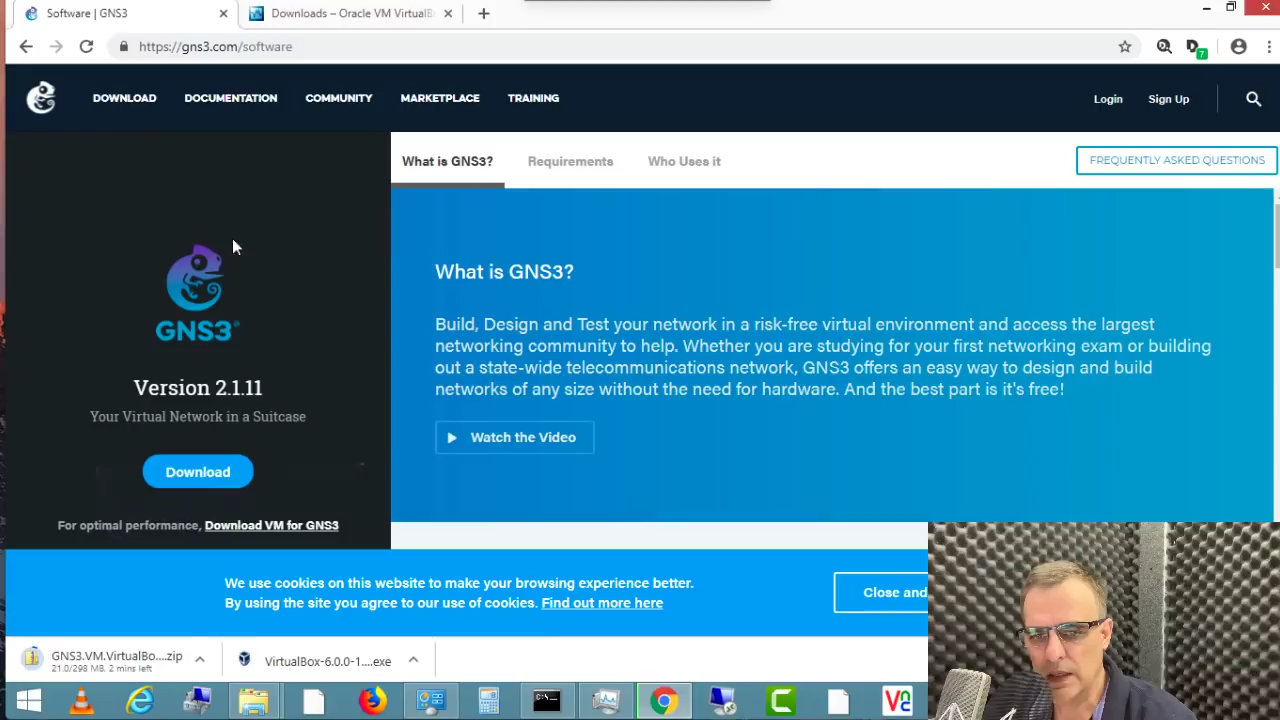 Software | GNS3
Downloads – Oracle VM VirtualB
https://gns3.com/software
7
DOWNLOAD
DOCUMENTATION
COMMUNITY
MARKETPLACE
TRAINING
Login
Sign Up
What is GNS3?
Requirements
Who Uses it
FREQUENTLY ASKED QUESTIONS
GNS3®
Version 2.1.11
Your Virtual Network in a Suitcase
Download
For optimal performance, Download VM for GNS3
What is GNS3?
Build, Design and Test your network in a risk-free virtual environment and access the largest
networking community to help. Whether you are studying for your first networking exam or building
out a state-wide telecommunications network, GNS3 offers an easy way to design and build
networks of any size without the need for hardware. And the best part is it's free!
Watch the Video
We use cookies on this website to make your browsing experience better.
By using the site you agree to our use of cookies. Find out more here
Close and
GNS3.VM.VirtualBo....zip
21.0/298 MB, 2 mins left
VirtualBox-6.0.0-1....exe